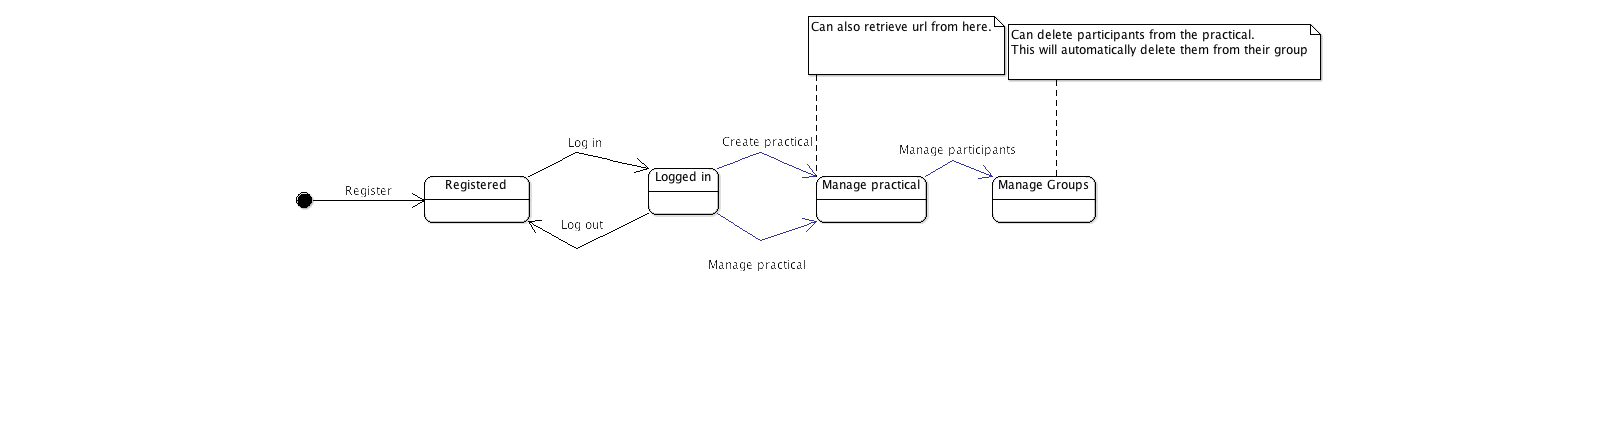 Can also retrieve url from here.
Can delete participants from the practical.
This will automatically delete them from their group
Log in
Create practical
Manage participants
Register
Registered
Logged in
Manage practical
Manage Groups
Log out
Manage practical